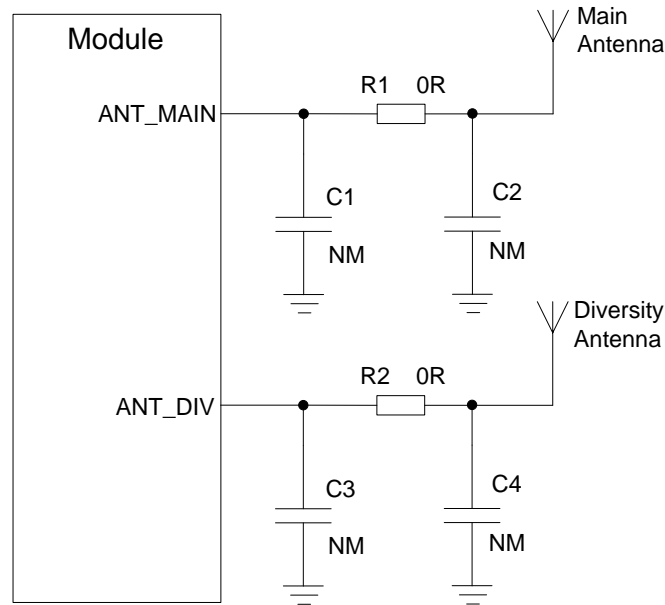 Module
Main
Antenna
R1 0R
ANT_MAIN
C1
C2
NM
NM
Diversity
Antenna
R2 0R
ANT_DIV
C3
C4
NM
NM